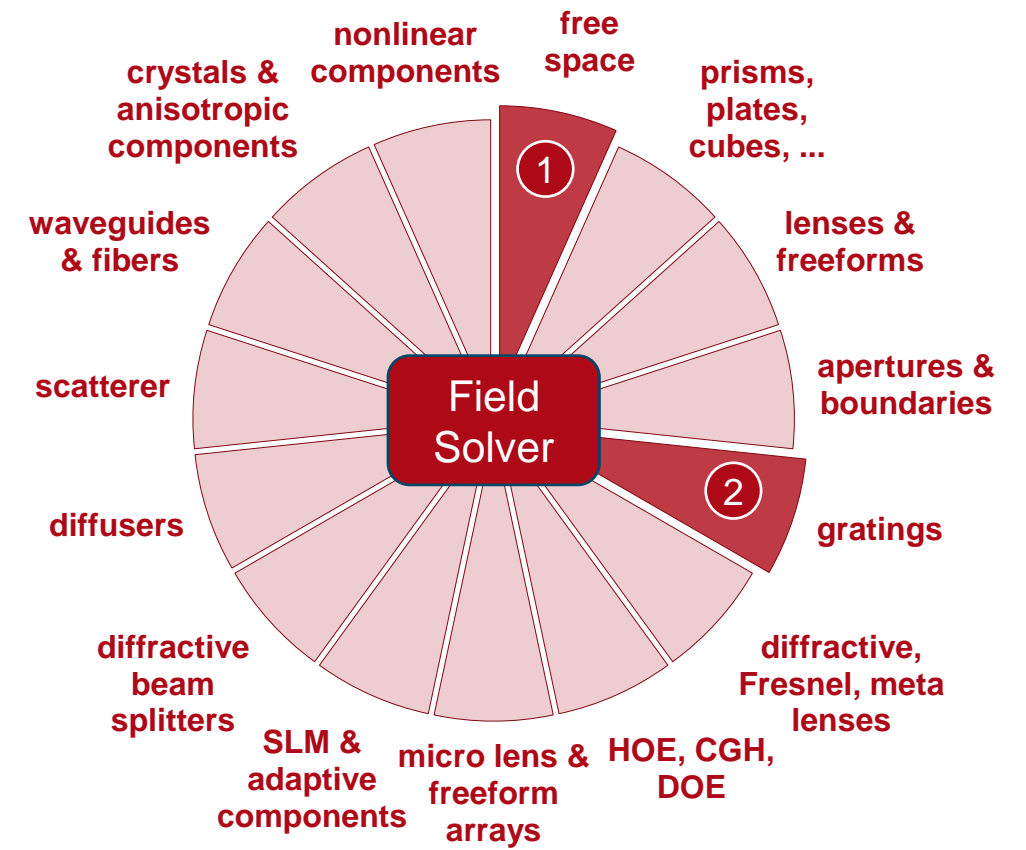 free
space
prisms,
plates,
cubes, ...
lenses &
freeforms
apertures &
boundaries
gratings
diffractive,
Fresnel, meta
lenses
HOE, CGH,
DOE
micro lens &
freeform
arrays
SLM &
adaptive
components
diffractive
beam
splitters
diffusers
scatterer
waveguides
& fibers
crystals &
anisotropic
components
nonlinear
components
1
2
Field
Solver